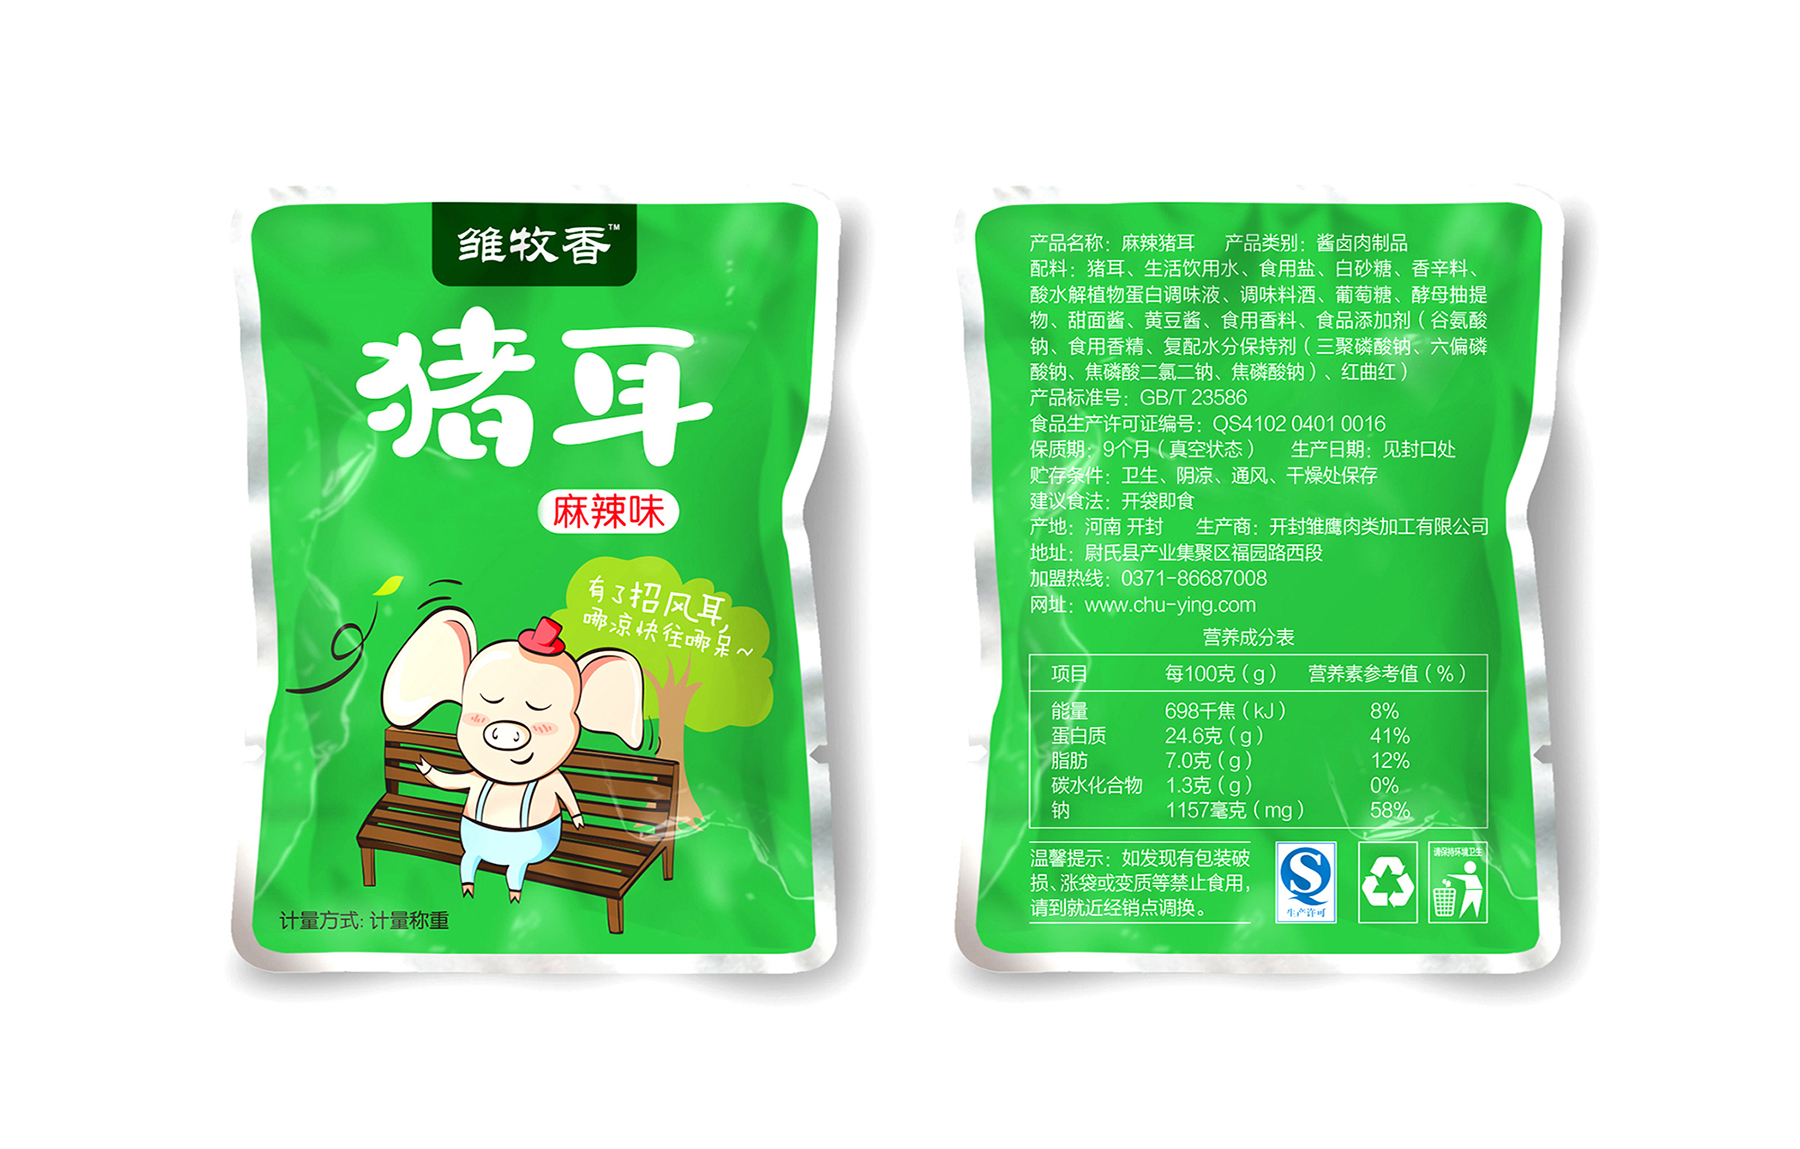 雏牧香™
猪耳
麻辣味
有了招风耳,
哪凉快往哪呆~
计量方式: 计量称重
产品名称：麻辣猪耳 产品类别：酱卤肉制品
配料：猪耳、生活饮用水、食用盐、白砂糖、香辛料、
酸水解植物蛋白调味液、调味料酒、葡萄糖、酵母抽提
物、甜面酱、黄豆酱、食用香料、食品添加剂（谷氨酸
钠、食用香精、复配水分保持剂（三聚磷酸钠、六偏磷
酸钠、焦磷酸二氯二钠、焦磷酸钠）、红曲红）
产品标准号：GB/T 23586
食品生产许可证编号：QS4102 0401 0016
保质期：9个月（真空状态） 生产日期：见封口处
贮存条件：卫生、阴凉、通风、干燥处保存
建议食法：开袋即食
产地：河南 开封 生产商：开封雏鹰肉类加工有限公司
地址：尉氏县产业集聚区福园路西段
加盟热线：0371-86687008
网址：www.chu-ying.com
营养成分表
项目 每100克（g） 营养素参考值（%）
能量 698千焦（kJ） 8%
蛋白质 24.6克（g） 41%
脂肪 7.0克（g） 12%
碳水化合物 1.3克（g） 0%
钠 1157毫克（mg） 58%
温馨提示：如发现有包装破
损、涨袋或变质等禁止食用，
请到就近经销点调换。
生产许可
请保持环境卫生